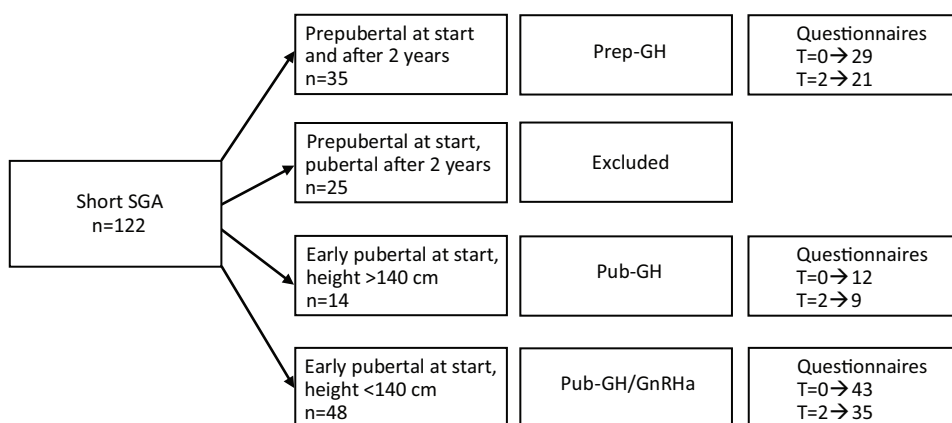 Short SGA
n=122
Prepubertal at start
and after 2 years
n=35
Prep-GH
Questionnaires
T=0→29
T=2→21
Prepubertal at start,
pubertal after 2 years
n=25
Excluded
Early pubertal at start,
height >140 cm
n=14
Pub-GH
Questionnaires
T=0→12
T=2→9
Early pubertal at start,
height <140 cm
n=48
Pub-GH/GnRHa
Questionnaires
T=0→43
T=2→35